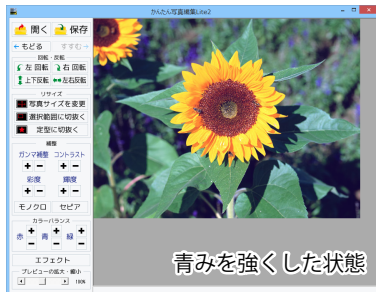 かんたん写真編集Lite2
開く 保存
←もどる すすむ→
回転・反転
左 回転 右 回転
上下反転 左右反転
リサイズ
写真サイズを変更
選択範囲に切抜く
定型に切抜く
補整
ガンマ補整 コントラスト
+ - + -
彩度 輝度
+ - + -
モノクロ セピア
カラーバランス
赤 + - 青 + - 緑 + -
エフェクト
プレビューの拡大・縮小
100%
青みを強くした状態